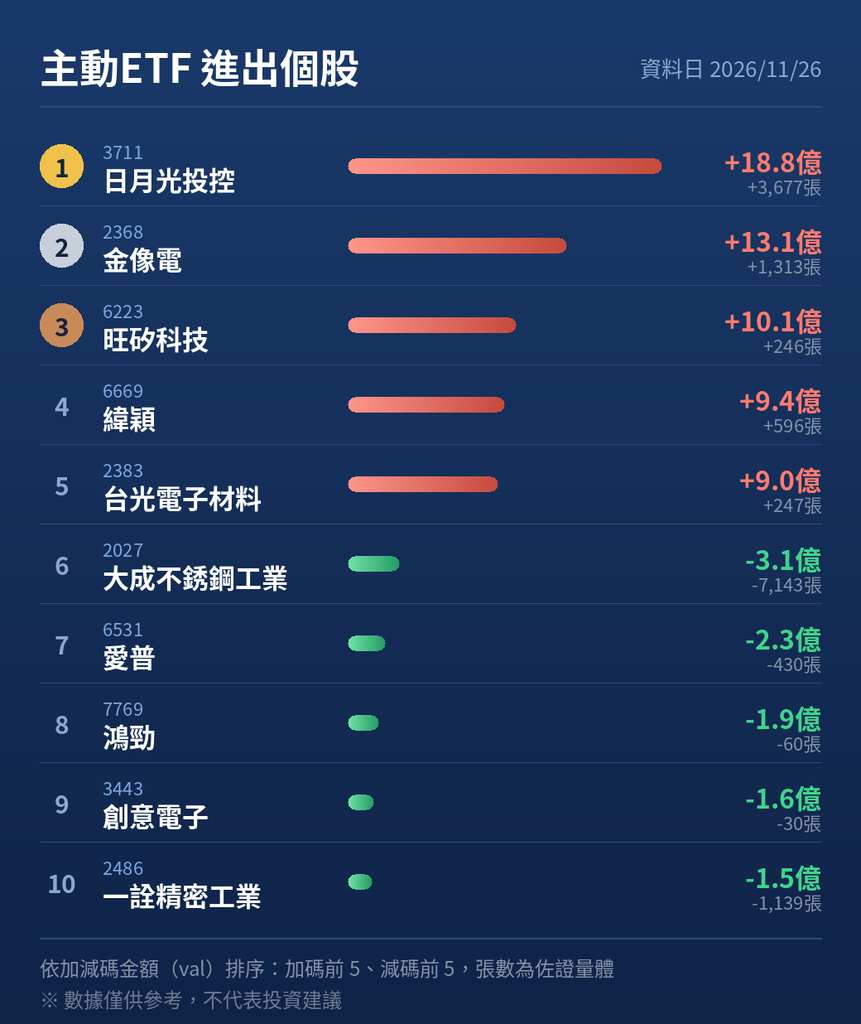 主動ETF 進出個股
資料日 2026/11/26
1
3711
日月光投控
+18.8億
+3,677張
2
2368
金像電
+13.1億
+1,313張
3
6223
旺矽科技
+10.1億
+246張
4
6669
緯穎
+9.4億
+596張
5
2383
台光電子材料
+9.0億
+247張
6
2027
大成不銹鋼工業
-3.1億
-7,143張
7
6531
愛普
-2.3億
-430張
8
7769
鴻勁
-1.9億
-60張
9
3443
創意電子
-1.6億
-30張
10
2486
一詮精密工業
-1.5億
-1,139張
依加減碼金額（val）排序：加碼前 5、減碼前 5，張數為佐證量體
※ 數據僅供參考，不代表投資建議